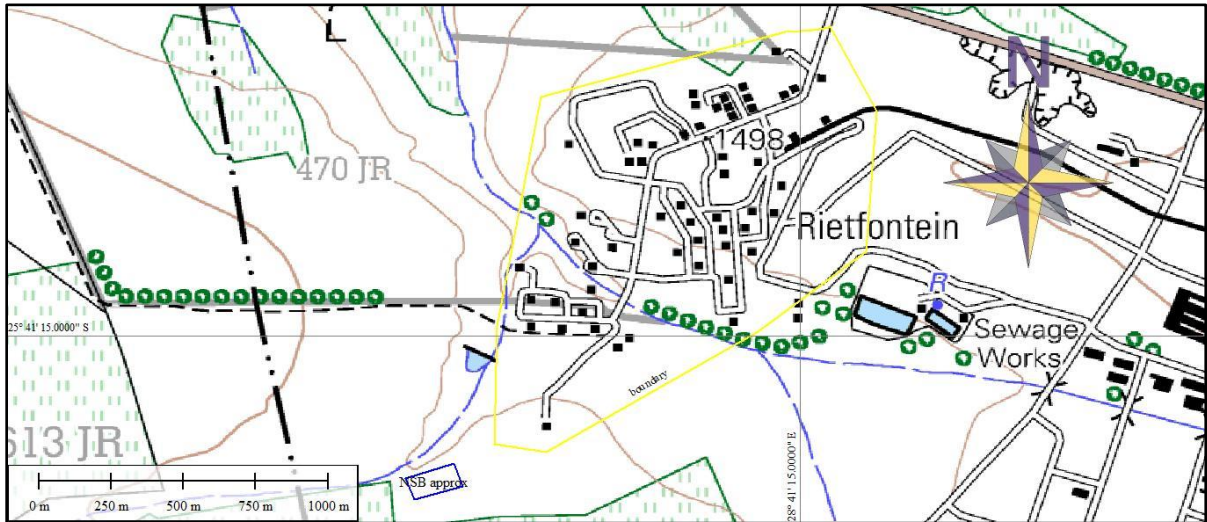 N
470 JR
1498
Rietfontein
R
25° 41' 15.0000" S
Sewage
Works
boundary
28° 41' 15.0000" E
613 JR
NSB approx
0 m 250 m 500 m 750 m 1000 m